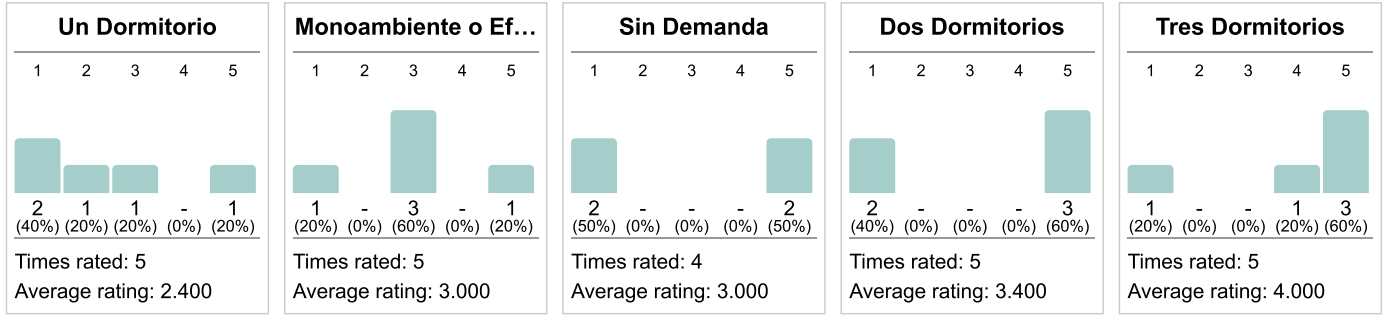 Un Dormitorio
1 2 3 4 5
2 1 1 - 1
(40%) (20%) (20%) (0%) (20%)
Times rated: 5
Average rating: 2.400
Monoambiente o Ef…
1 2 3 4 5
1 - 3 - 1
(20%) (0%) (60%) (0%) (20%)
Times rated: 5
Average rating: 3.000
Sin Demanda
1 2 3 4 5
2 - - - 2
(50%) (0%) (0%) (0%) (50%)
Times rated: 4
Average rating: 3.000
Dos Dormitorios
1 2 3 4 5
2 - - - 3
(40%) (0%) (0%) (0%) (60%)
Times rated: 5
Average rating: 3.400
Tres Dormitorios
1 2 3 4 5
1 - - 1 3
(20%) (0%) (0%) (20%) (60%)
Times rated: 5
Average rating: 4.000